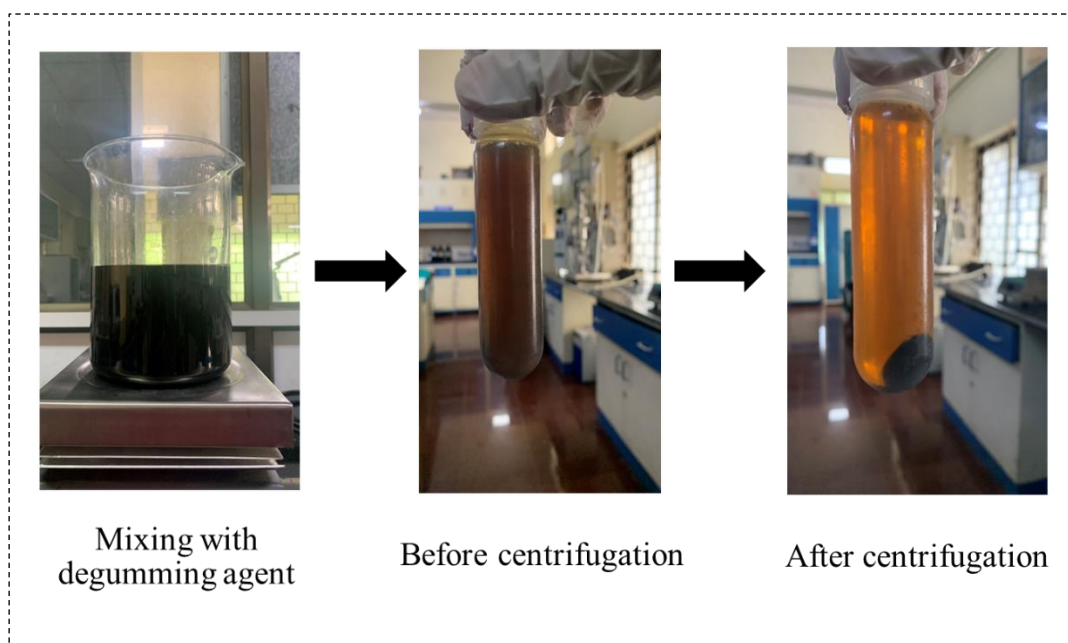 Mixing with
degumming agent
Before centrifugation
After centrifugation